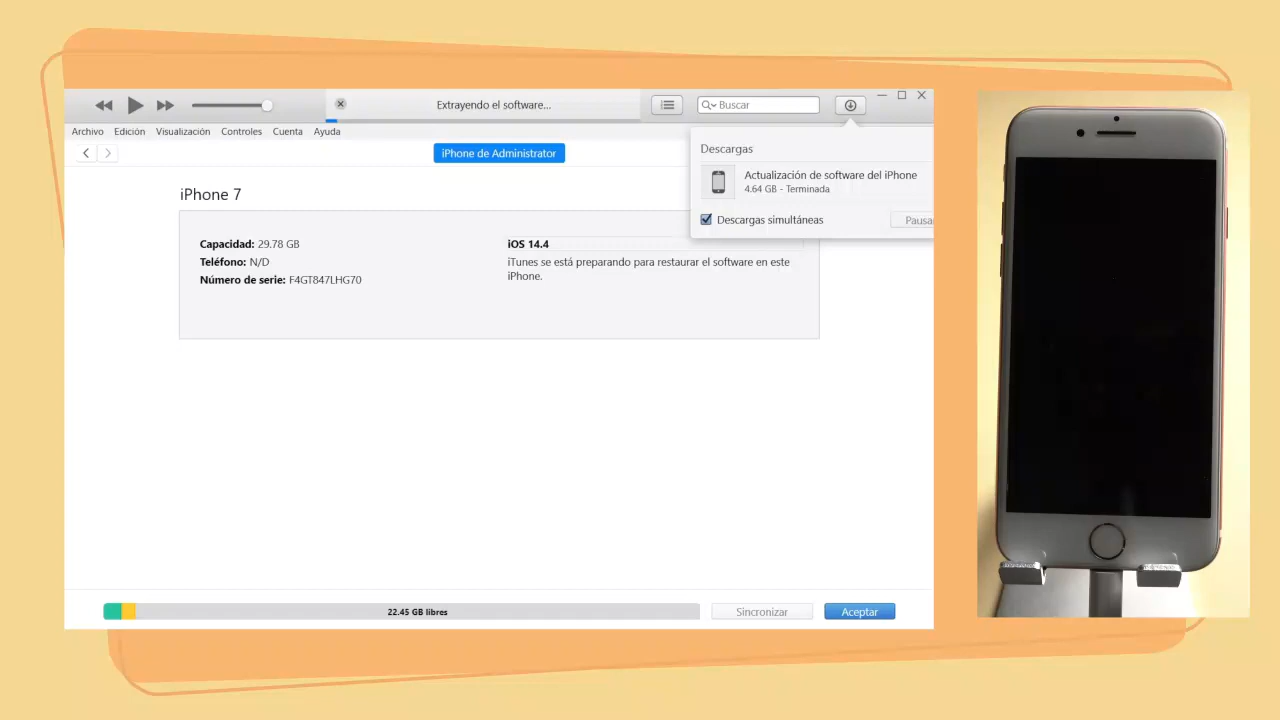 Extrayendo el software...
Buscar
Archivo Edición Visualización Controles Cuenta Ayuda
iPhone de Administrator
Descargas
Actualización de software del iPhone
4.64 GB - Terminada
Descargas simultáneas
Pausa
iPhone 7
Capacidad: 29.78 GB
Teléfono: N/D
Número de serie: F4GT847LHG70
iOS 14.4
iTunes se está preparando para restaurar el software en este
iPhone.
22.45 GB libres
Sincronizar
Aceptar